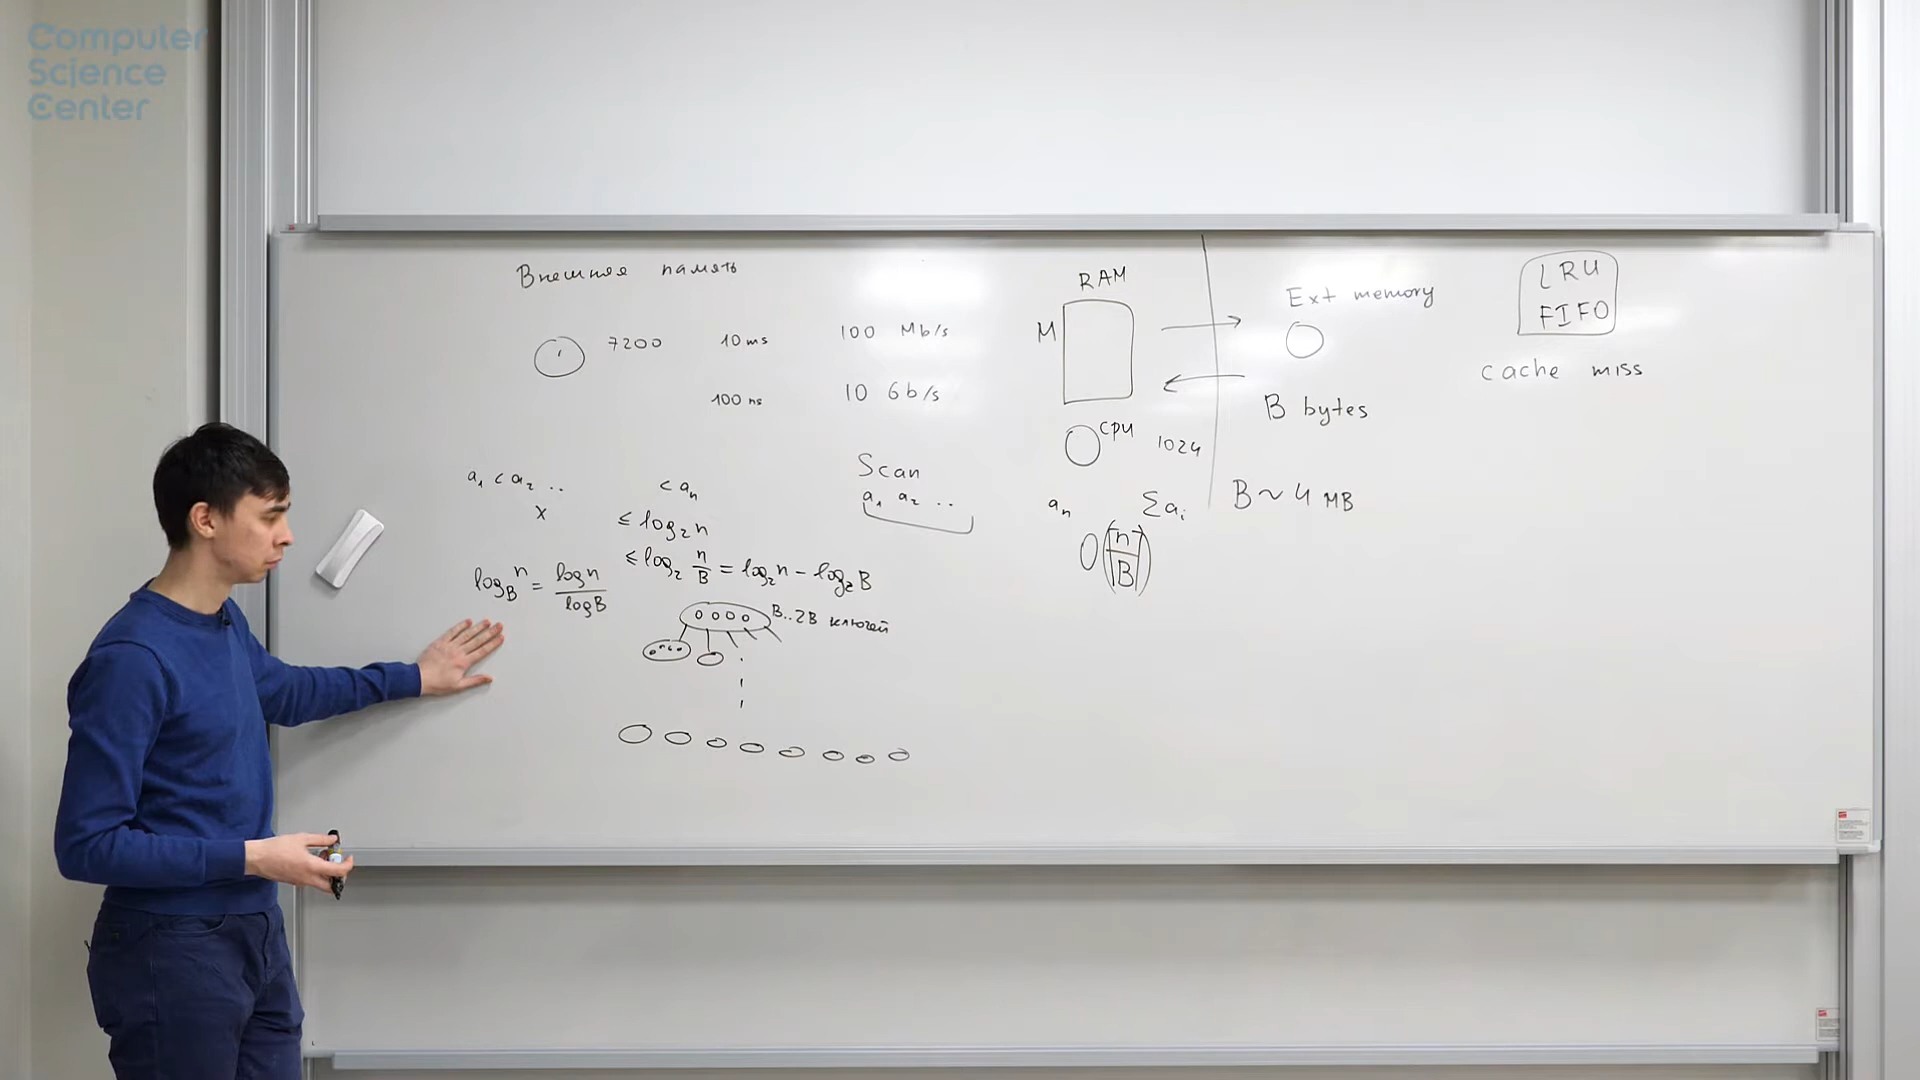 Computer
Science
Center
Внешняя память
7200 10 ms 100 Mb/s
100 ns 10 Gb/s
a₁ < a₂ .. < aₙ
x
≤ log₂ n
≤ log₂ n/B = log₂ n − log₂ B
log_B n = log n / log B
B..2B ключей
Scan
a₁ a₂ .. aₙ Σaᵢ
O(⌈n/B⌉)
RAM
M
CPU 1024
Ext memory
B bytes
B ~ 4 MB
LRU
FIFO
cache miss